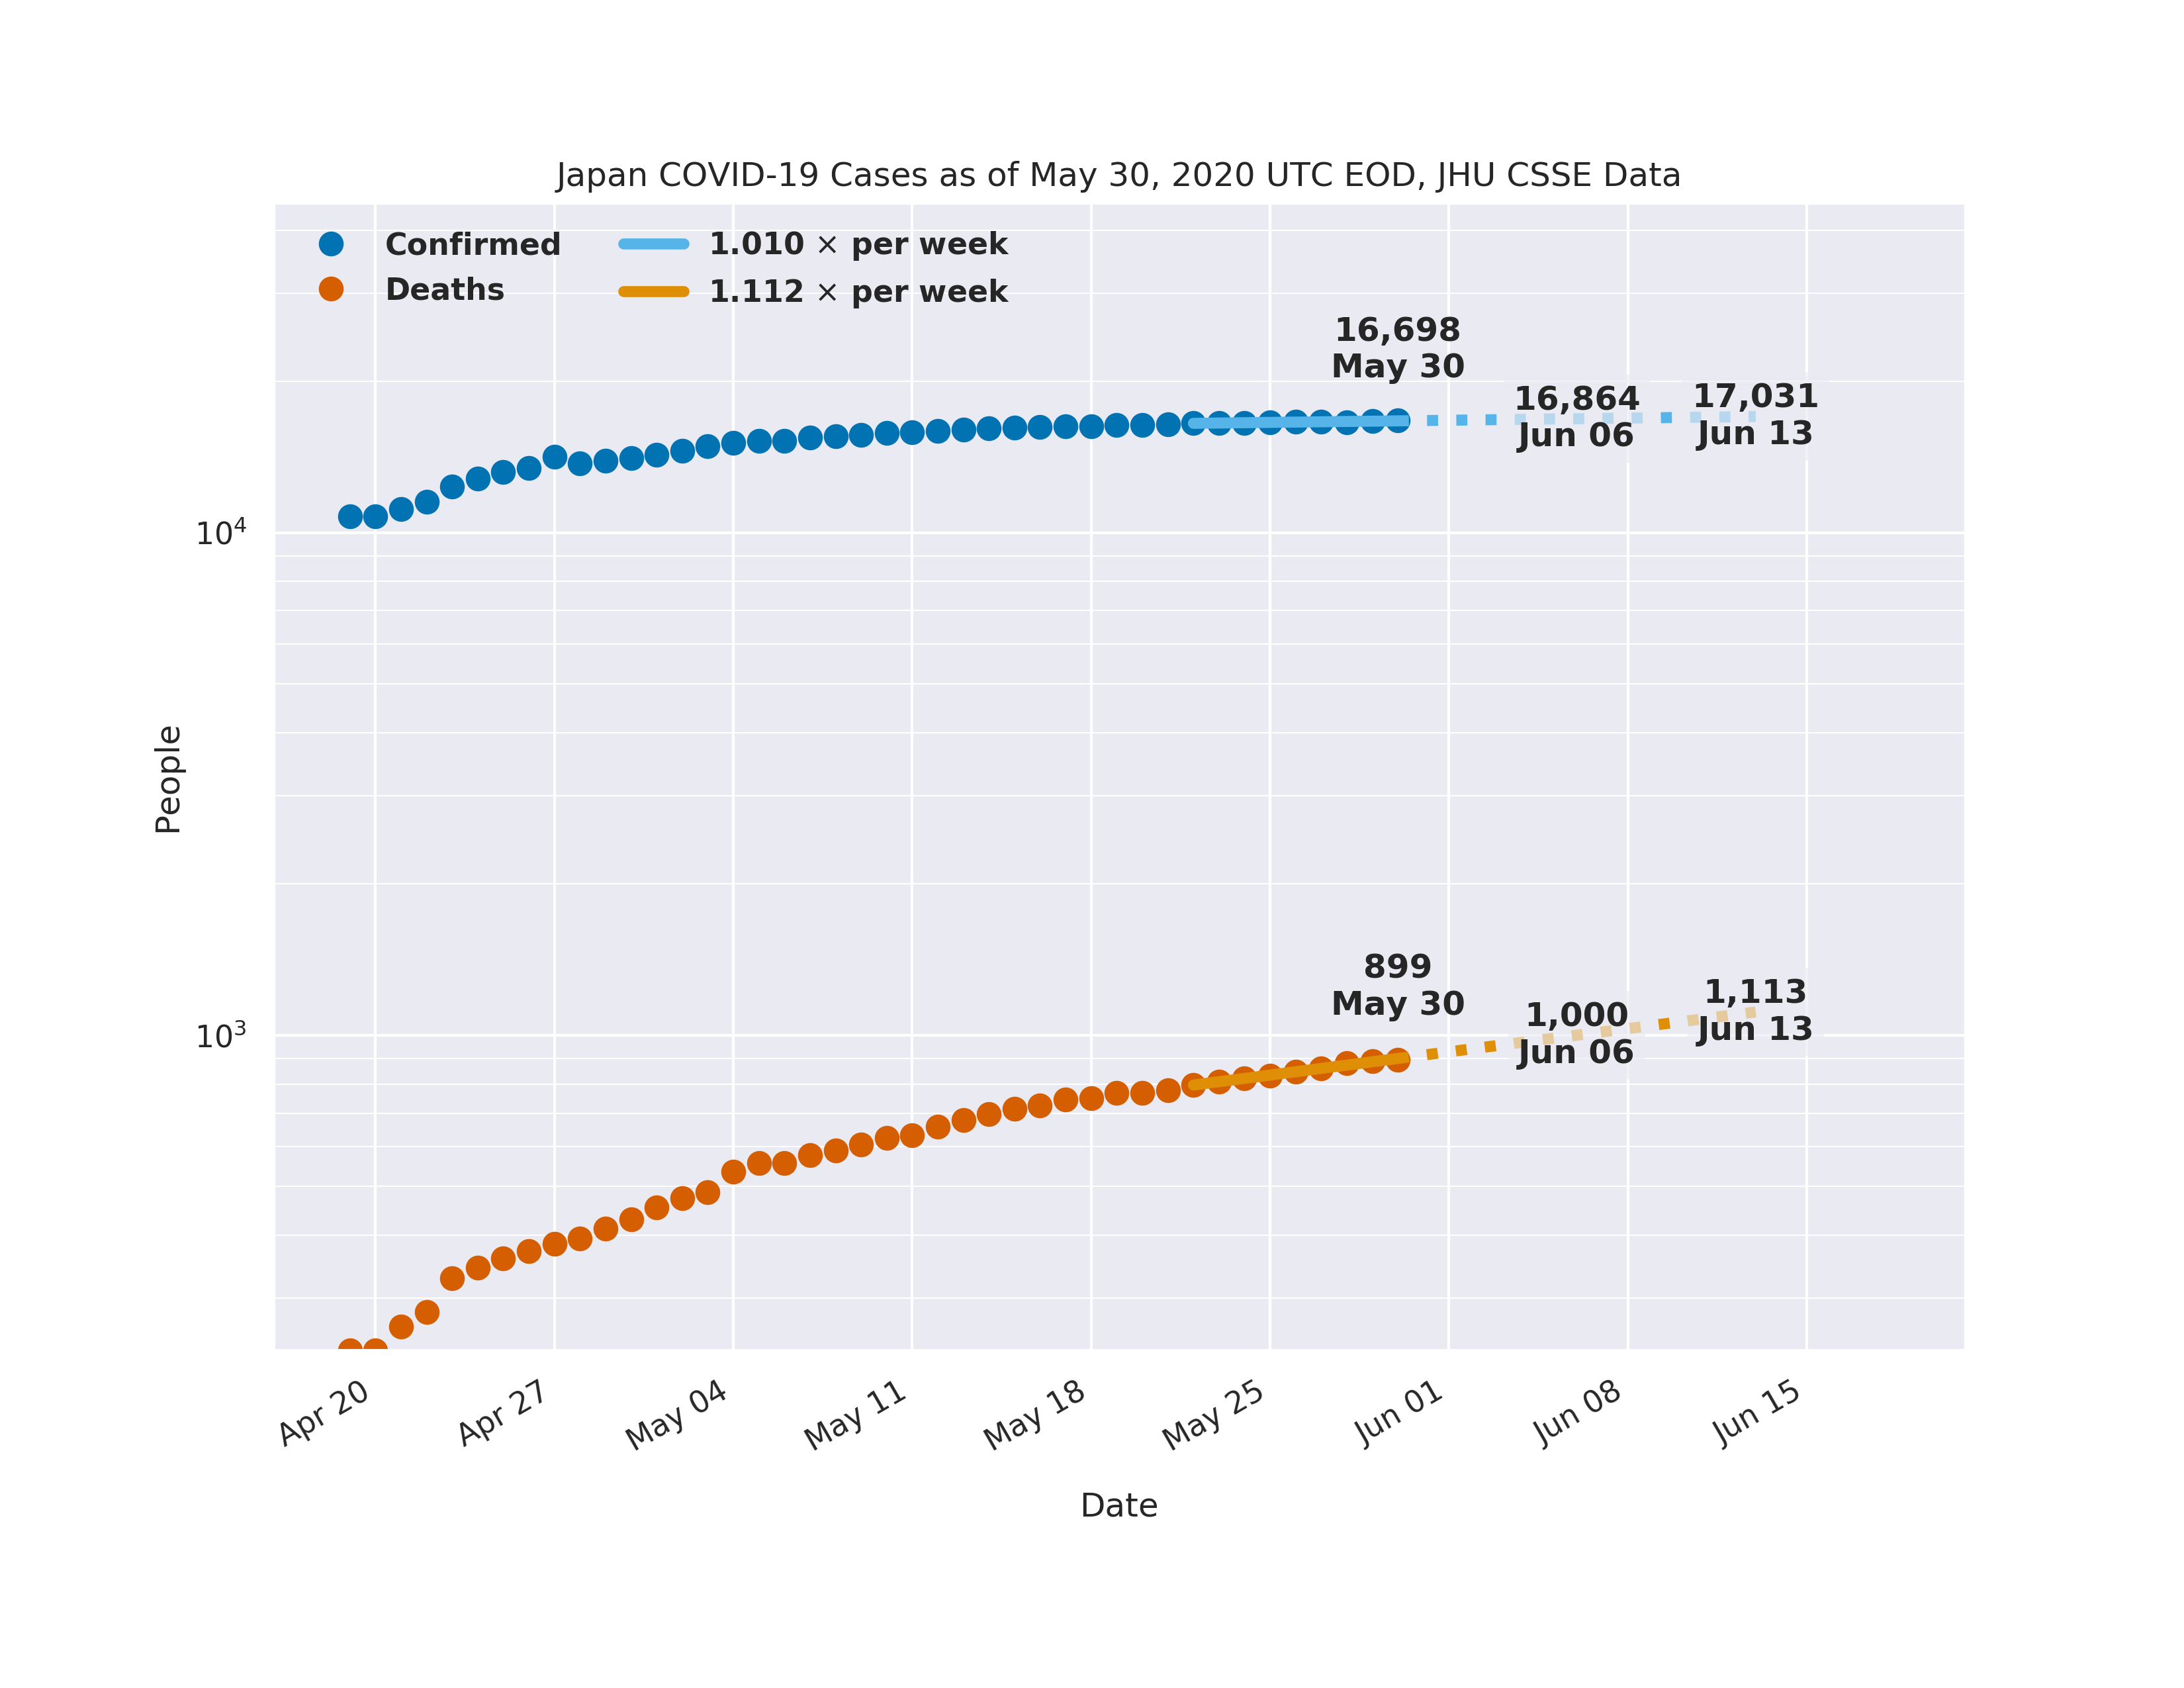 Japan COVID-19 Cases as of May 30, 2020 UTC EOD, JHU CSSE Data
Confirmed
Deaths
1.010 × per week
1.112 × per week
16,698
May 30
16,864
Jun 06
17,031
Jun 13
10⁴
People
899
May 30
1,000
Jun 06
1,113
Jun 13
10³
Apr 20
Apr 27
May 04
May 11
May 18
May 25
Jun 01
Jun 08
Jun 15
Date